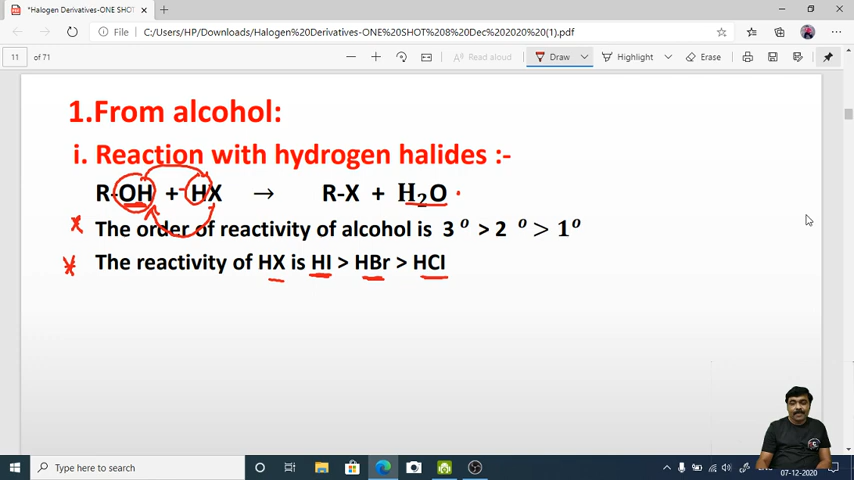 *Halogen Derivatives-ONE SHOT
File
C:/Users/HP/Downloads/Halogen%20Derivatives-ONE%20SHOT%208%20Dec%202020%20(1).pdf
11 of 71
Read aloud
Draw
Highlight
Erase
1.From alcohol:
i. Reaction with hydrogen halides :-
R-OH + HX → R-X + H₂O
The order of reactivity of alcohol is 3 ᵒ > 2 ᵒ > 1ᵒ
The reactivity of HX is HI > HBr > HCI
Type here to search
07-12-2020